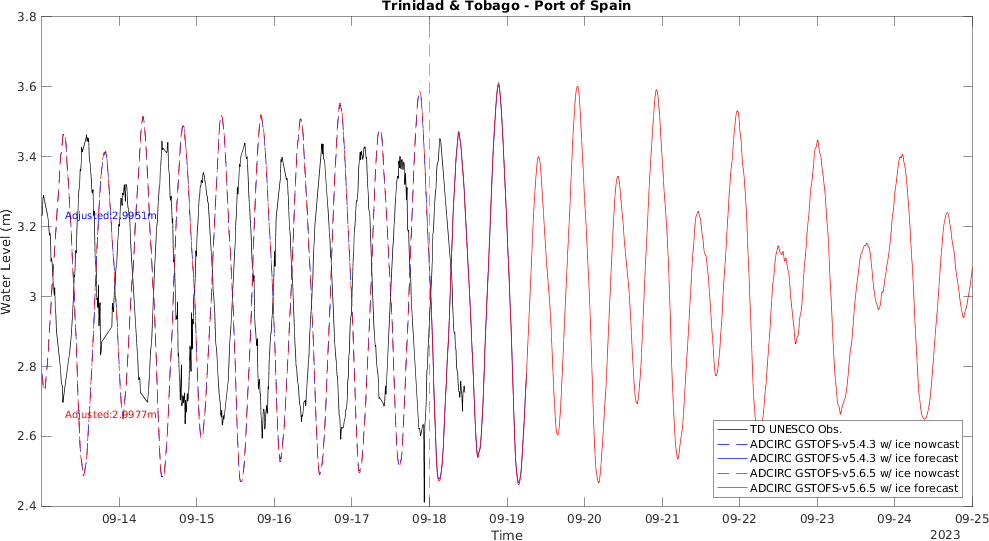 Trinidad & Tobago - Port of Spain
3.8
3.6
3.4
3.2
3
2.8
2.6
2.4
Water Level (m)
Adjusted:2.9951m
Adjusted:2.9977m
TD UNESCO Obs.
ADCIRC GSTOFS-v5.4.3 w/ ice nowcast
ADCIRC GSTOFS-v5.4.3 w/ ice forecast
ADCIRC GSTOFS-v5.6.5 w/ ice nowcast
ADCIRC GSTOFS-v5.6.5 w/ ice forecast
09-14 09-15 09-16 09-17 09-18 09-19 09-20 09-21 09-22 09-23 09-24 09-25
Time
2023